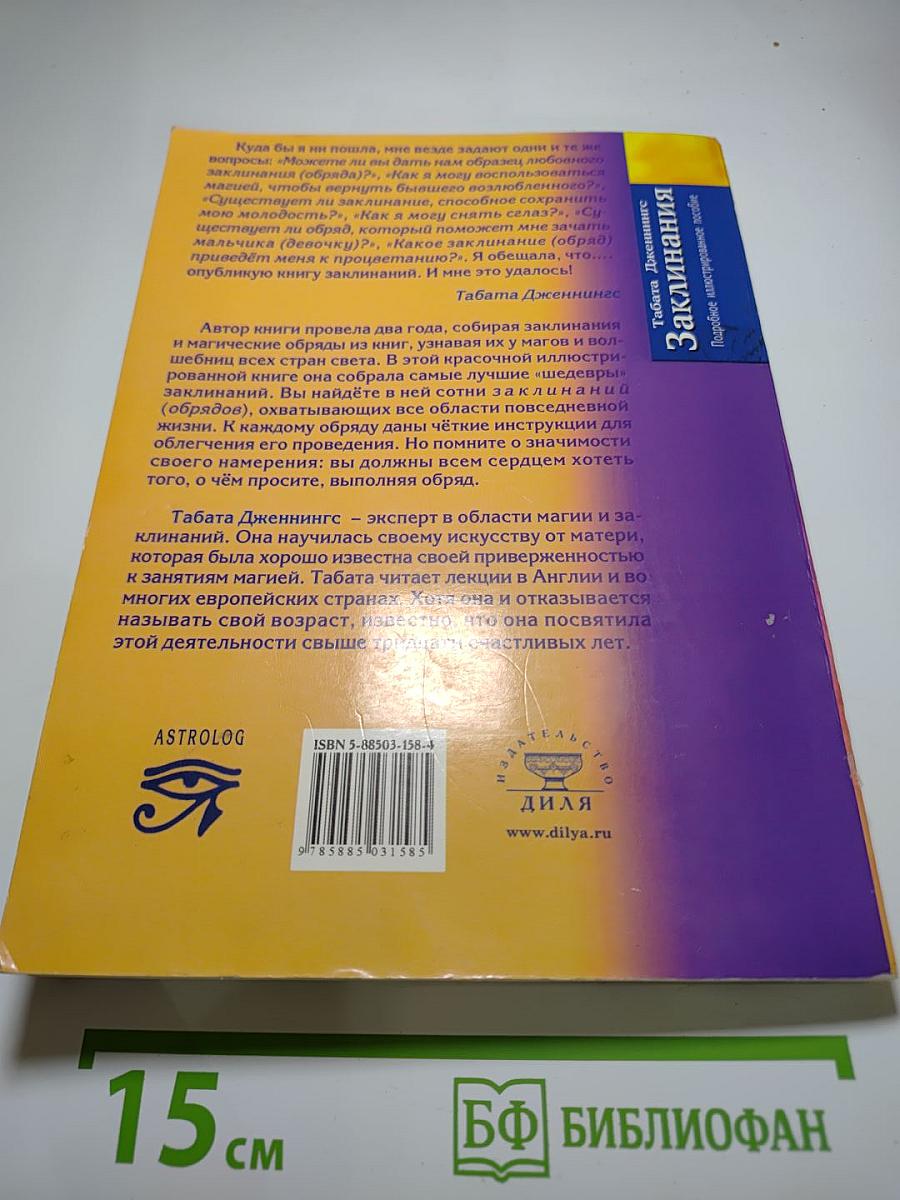 Куда бы я ни пошла, мне везде задают одни и те же
вопросы: «Можете ли вы дать нам образец любовного
заклинания (обряда)?», «Как я могу воспользоваться
магией, чтобы вернуть бывшего возлюбленного?»,
«Существует ли заклинание, способное сохранить
мою молодость?», «Как я могу снять сглаз?», «Су-
ществует ли обряд, который поможет мне зачать
мальчика (девочку)?», «Какое заклинание (обряд)
приведёт меня к процветанию?». Я обещала, что....
опубликую книгу заклинаний. И мне это удалось!
Табата Дженнингс
Автор книги провела два года, собирая заклинания
и магические обряды из книг, узнавая их у магов и вол-
шебниц всех стран света. В этой красочной иллюстри-
рованной книге она собрала самые лучшие «шедевры»
заклинаний. Вы найдёте в ней сотни заклинаний
(обрядов), охватывающих все области повседневной
жизни. К каждому обряду даны чёткие инструкции для
облегчения его проведения. Но помните о значимости
своего намерения: вы должны всем сердцем хотеть
того, о чём просите, выполняя обряд.
Табата Дженнингс – эксперт в области магии и за-
клинаний. Она научилась своему искусству от матери,
которая была хорошо известна своей приверженностью
к занятиям магией. Табата читает лекции в Англии и во
многих европейских странах. Хотя она и отказывается
называть свой возраст, известно, что она посвятила
этой деятельности свыше тридцати счастливых лет.
ASTROLOG
ISBN 5-88503-158-4
9 785885 031585
ИЗДАТЕЛЬСТВО
ДИЛЯ
www.dilya.ru
Табата Дженнингс
Заклинания
Подробное иллюстрированное пособие
15 см
БФ БИБЛИОФАН